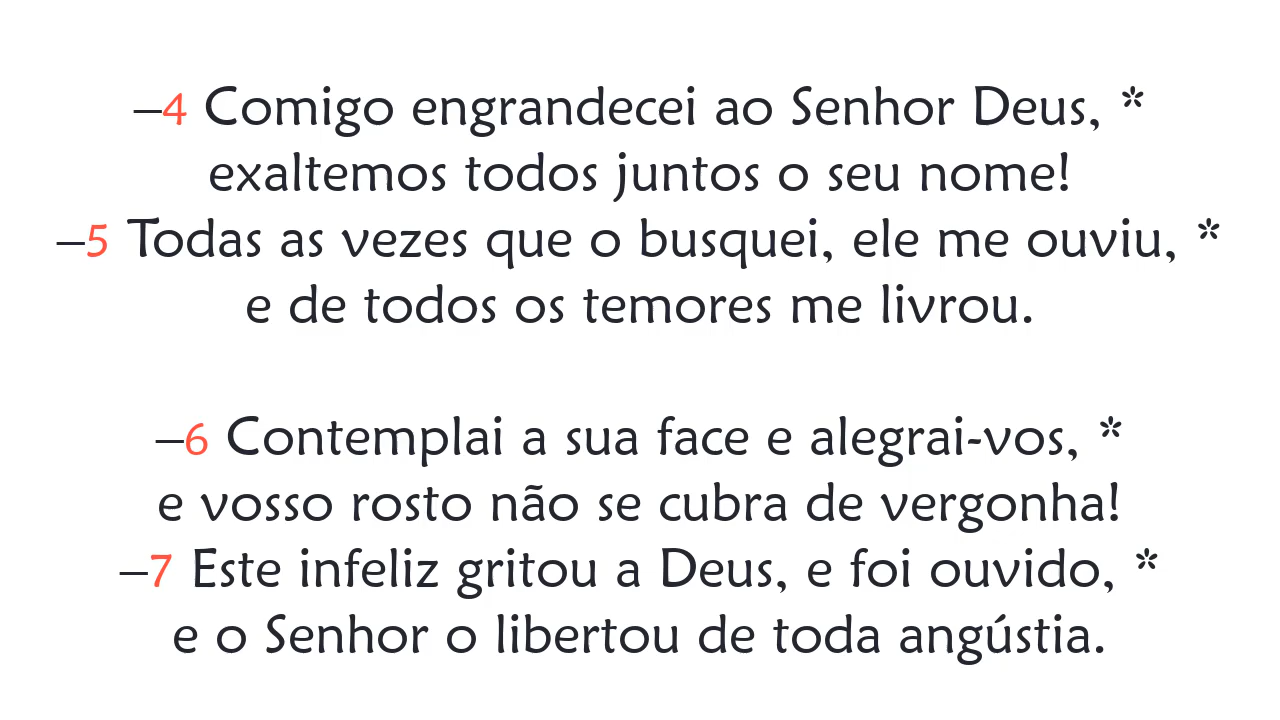 –4 Comigo engrandecei ao Senhor Deus, *
exaltemos todos juntos o seu nome!
–5 Todas as vezes que o busquei, ele me ouviu, *
e de todos os temores me livrou.
–6 Contemplai a sua face e alegrai-vos, *
e vosso rosto não se cubra de vergonha!
–7 Este infeliz gritou a Deus, e foi ouvido, *
e o Senhor o libertou de toda angústia.